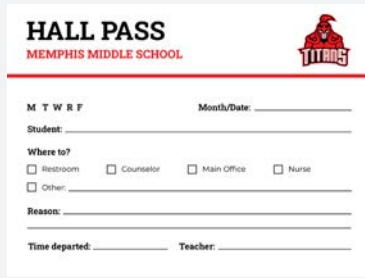 HALL PASS
MEMPHIS MIDDLE SCHOOL
TITANS
M T W R F Month/Date:
Student:
Where to?
Restroom Counselor Main Office Nurse
Other:
Reason:
Time departed: Teacher: